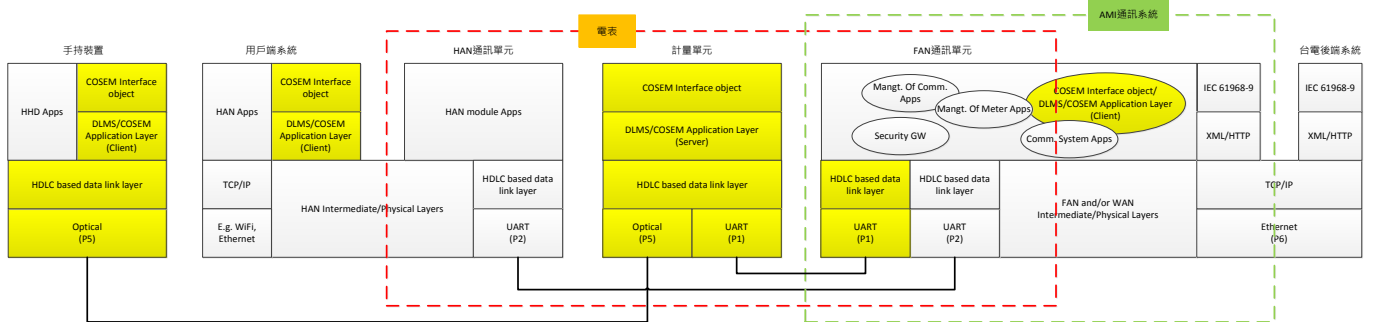 電表
AMI通訊系統
手持裝置
HHD Apps
COSEM Interface
object
DLMS/COSEM
Application Layer
(Client)
HDLC based data link layer
Optical
(P5)
用戶端系統
HAN Apps
COSEM Interface
object
DLMS/COSEM
Application Layer
(Client)
TCP/IP
E.g. WiFi,
Ethernet
HAN Intermediate/Physical Layers
HAN通訊單元
HAN module Apps
HDLC based data
link layer
UART
(P2)
計量單元
COSEM Interface object
DLMS/COSEM Application Layer
(Server)
HDLC based data link layer
Optical
(P5)
UART
(P1)
FAN通訊單元
Mangt. Of Comm.
Apps
Mangt. Of Meter Apps
Security GW
COSEM Interface object/
DLMS/COSEM Application Layer
(Client)
Comm. System Apps
HDLC based data
link layer
UART
(P1)
HDLC based data
link layer
UART
(P2)
FAN and/or WAN
Intermediate/Physical Layers
IEC 61968-9
XML/HTTP
台電後端系統
IEC 61968-9
XML/HTTP
TCP/IP
Ethernet
(P6)